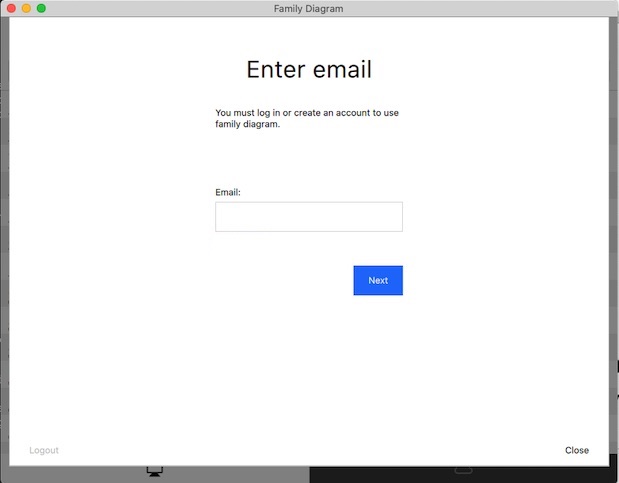 Family Diagram
Enter email
You must log in or create an account to use
family diagram.
Email:
Next
Logout
Close